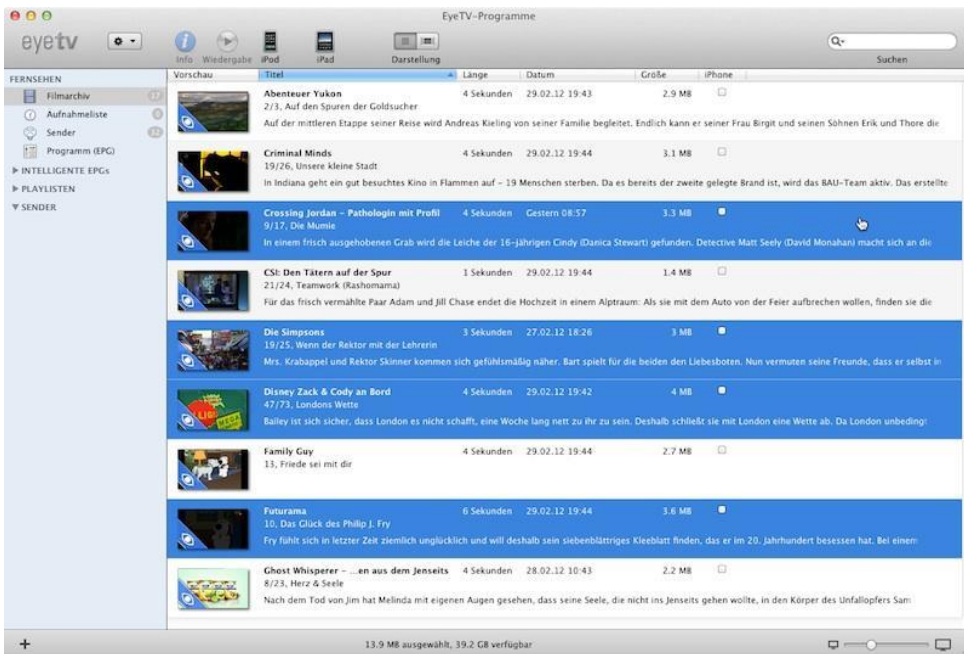 EyeTV-Programme
eyetv
Info Wiedergabe iPod iPad Darstellung Suchen
FERNSEHEN
Filmarchiv
Aufnahmeliste
Sender
Programm (EPG)
▶ INTELLIGENTE EPGs
▶ PLAYLISTEN
▼ SENDER
Vorschau Titel Länge Datum Größe iPhone
Abenteuer Yukon 4 Sekunden 29.02.12 19:43 2.9 MB
2/3, Auf den Spuren der Goldsucher
Auf der mittleren Etappe seiner Reise wird Andreas Kieling von seiner Familie begleitet. Endlich kann er seiner Frau Birgit und seinen Söhnen Erik und Thore die
Criminal Minds 4 Sekunden 29.02.12 19:44 3.1 MB
19/26, Unsere kleine Stadt
In Indiana geht ein gut besuchtes Kino in Flammen auf – 19 Menschen sterben. Da es bereits der zweite gelegte Brand ist, wird das BAU-Team aktiv. Das erstellte
Crossing Jordan – Pathologin mit Profil 4 Sekunden Gestern 08:57 3.3 MB
9/17, Die Mumie
In einem frisch ausgehobenen Grab wird die Leiche der 16-jährigen Cindy (Danica Stewart) gefunden. Detective Matt Seely (David Monahan) macht sich an die
CSI: Den Tätern auf der Spur 1 Sekunden 29.02.12 19:44 1.4 MB
21/24, Teamwork (Rashomama)
Für das frisch vermählte Paar Adam und Jill Chase endet die Hochzeit in einem Alptraum: Als sie mit dem Auto von der Feier aufbrechen wollen, finden sie die
Die Simpsons 3 Sekunden 27.02.12 18:26 3 MB
19/25, Wenn der Rektor mit der Lehrerin
Mrs. Krabappel und Rektor Skinner kommen sich gefühlsmäßig näher. Bart spielt für die beiden den Liebesboten. Nun vermuten seine Freunde, dass er selbst in
Disney Zack & Cody an Bord 4 Sekunden 29.02.12 19:42 4 MB
47/73, Londons Wette
Bailey ist sich sicher, dass London es nicht schafft, eine Woche lang nett zu ihr zu sein. Deshalb schließt sie mit London eine Wette ab. Da London unbeding
Family Guy 4 Sekunden 29.02.12 19:44 2.7 MB
13, Friede sei mit dir
Futurama 6 Sekunden 29.02.12 19:44 3.6 MB
10, Das Glück des Philip J. Fry
Fry fühlt sich in letzter Zeit ziemlich unglücklich und will deshalb sein siebenblättriges Kleeblatt finden, das er im 20. Jahrhundert besessen hat. Bei einem
Ghost Whisperer – ...en aus dem Jenseits 4 Sekunden 28.02.12 10:43 2.2 MB
8/23, Herz & Seele
Nach dem Tod von Jim hat Melinda mit eigenen Augen gesehen, dass seine Seele, die nicht ins Jenseits gehen wollte, in den Körper des Unfallopfers Sam
13.9 MB ausgewählt, 39.2 GB verfügbar